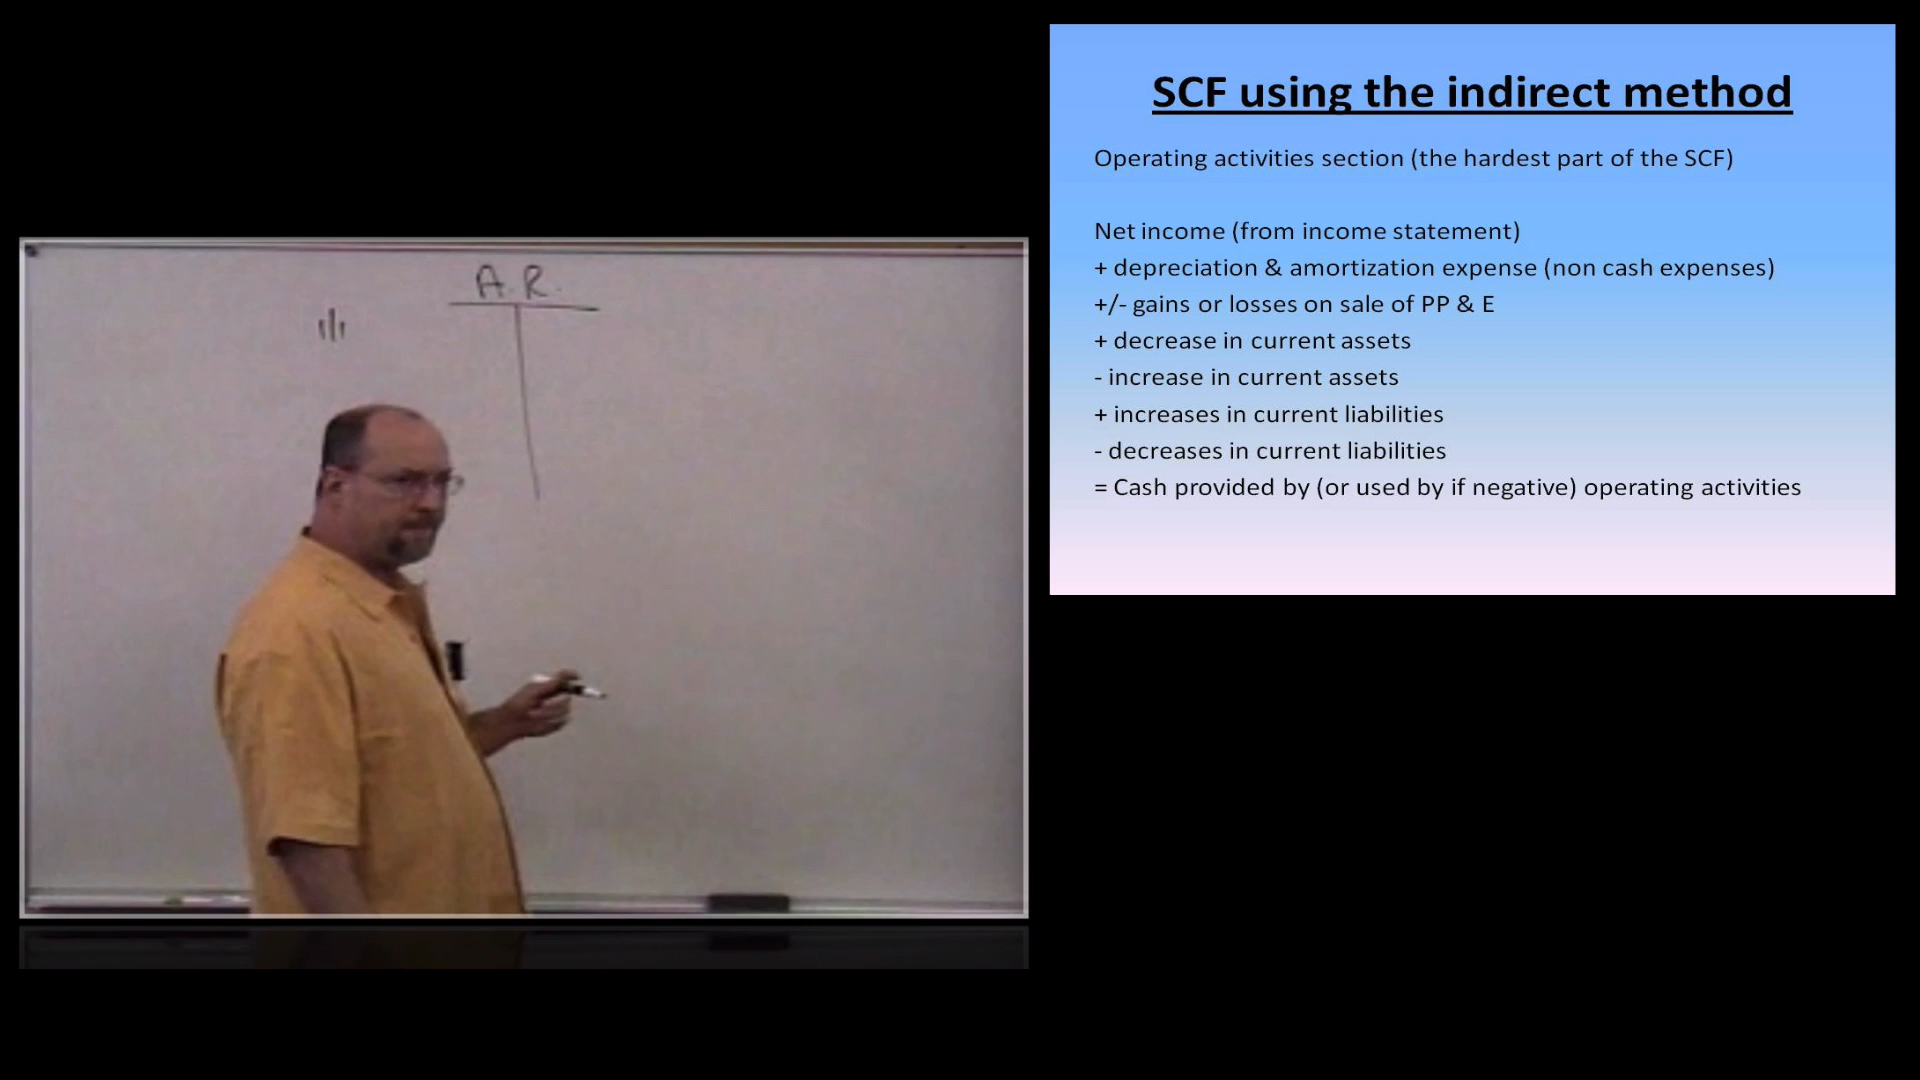 A.R.
SCF using the indirect method
Operating activities section (the hardest part of the SCF)
Net income (from income statement)
+ depreciation & amortization expense (non cash expenses)
+/- gains or losses on sale of PP & E
+ decrease in current assets
- increase in current assets
+ increases in current liabilities
- decreases in current liabilities
= Cash provided by (or used by if negative) operating activities